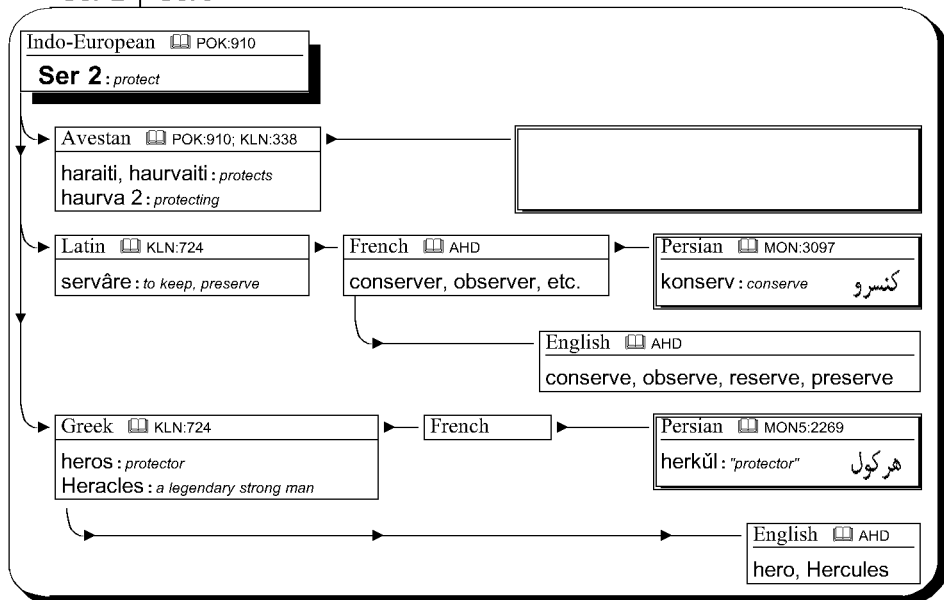 Indo-European POK:910
Ser 2 : protect
Avestan POK:910; KLN:338
haraiti, haurvaiti : protects
haurva 2 : protecting
Latin KLN:724
servâre : to keep, preserve
French AHD
conserver, observer, etc.
Persian MON:3097
konserv : conserve کنسرو
English AHD
conserve, observe, reserve, preserve
Greek KLN:724
heros : protector
Heracles : a legendary strong man
French
Persian MON5:2269
herkŭl : "protector" هرکول
English AHD
hero, Hercules